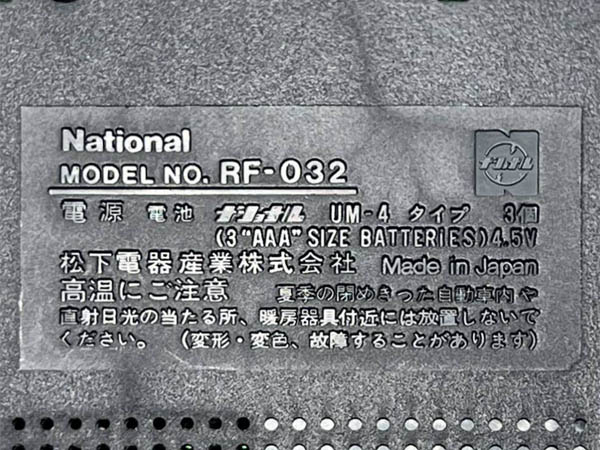 National
MODEL NO. RF-032
ナショナル
電源 電池 ナショナル UM-4 タイプ 3個
(3 "AAA" SIZE BATTERIES) 4.5V
松下電器産業株式会社 Made in Japan
高温にご注意 夏季の閉めきった自動車内や
直射日光の当たる所、暖房器具付近には放置しないで
ください。 (変形・変色、故障することがあります)